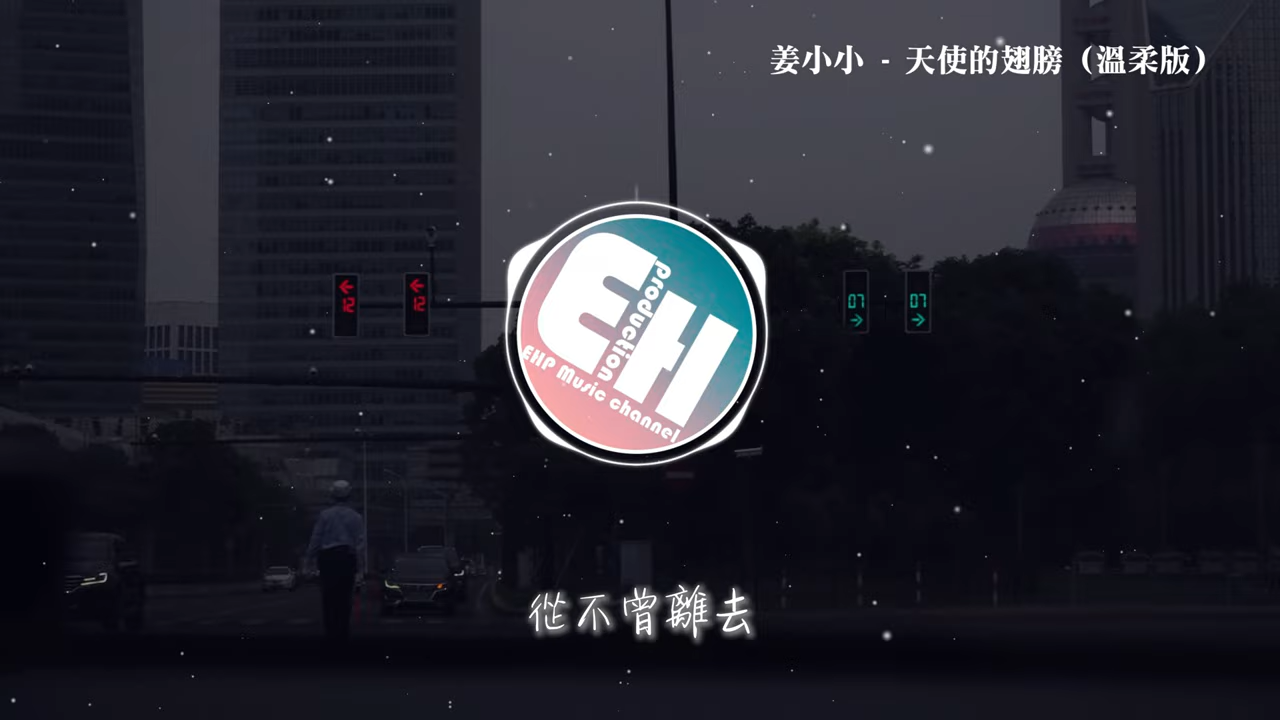 姜小小 - 天使的翅膀（溫柔版）
EH
production
EHP Music channel
12
12
07
07
從不曾離去